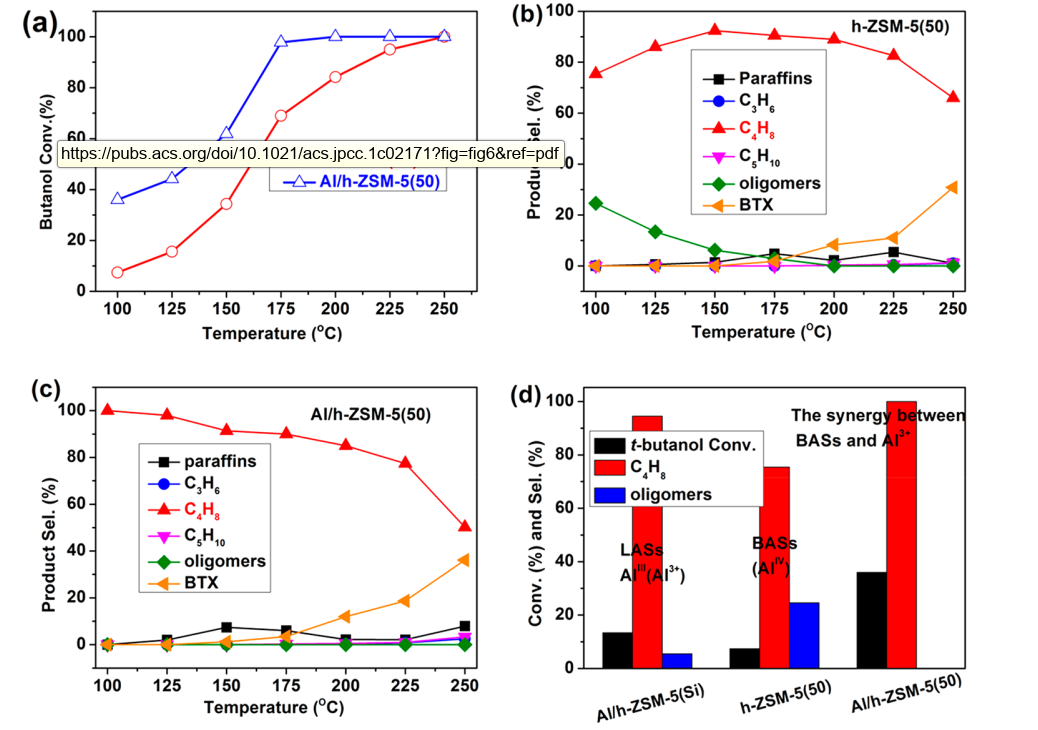 (a)
100
80
60
40
20
0
Butanol Conv.(%)
https://pubs.acs.org/doi/10.1021/acs.jpcc.1c02171?fig=fig6&ref=pdf
Al/h-ZSM-5(50)
100 125 150 175 200 225 250
Temperature (°C)
(b)
h-ZSM-5(50)
100
80
60
40
20
0
Sel. (%)
Paraffins
C₃H₆
C₄H₈
C₅H₁₀
oligomers
BTX
100 125 150 175 200 225 250
Temperature (°C)
(c)
Al/h-ZSM-5(50)
100
80
60
40
20
0
Product Sel. (%)
paraffins
C₃H₆
C₄H₈
C₅H₁₀
oligomers
BTX
100 125 150 175 200 225 250
Temperature (°C)
(d)
100
80
60
40
20
0
Conv. (%) and Sel. (%)
The synergy between
BASs and Al³⁺
t-butanol Conv.
C₄H₈
oligomers
LASs
Alᴵᴵᴵ(Al³⁺)
BASs
(Alᴵⱽ)
Al/h-ZSM-5(Si)
h-ZSM-5(50)
Al/h-ZSM-5(50)